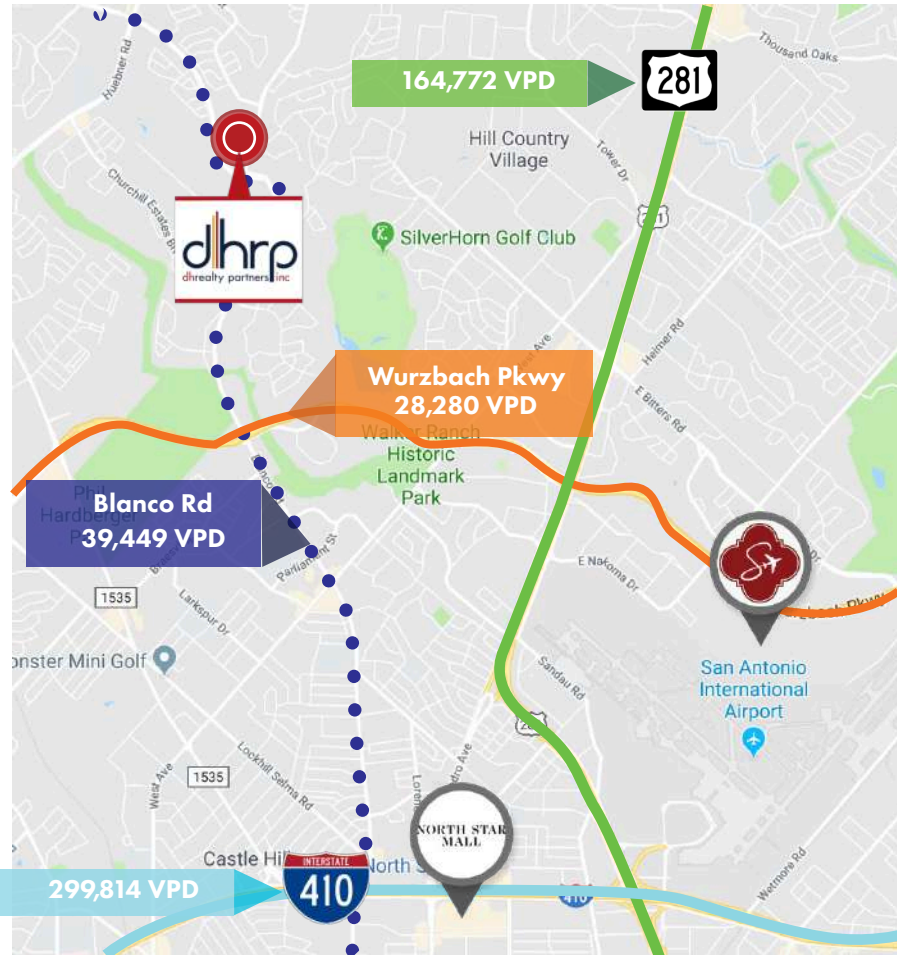 Huebner Rd
Thousand Oaks
164,772 VPD
281
Hill Country
Village
Tower Dr
Churchill Estates
281
SilverHorn Golf Club
dhrp
dhrealty partners inc
Heimer Rd
Wurzbach Pkwy
28,280 VPD
E Bitters Rd
Walker Ranch
Historic
Landmark
Park
Blanco Rd
39,449 VPD
Parliament St
E Nakoma Dr
Dr
Pkwy
1535
Larkspur Dr
onster Mini Golf
San Antonio
International
Airport
Sandau Rd
1535
West Ave
Lockhill Selma Rd
NORTH STAR
MALL
Castle Hi
INTERSTATE
410
North S
410
299,814 VPD
Wetmore Rd